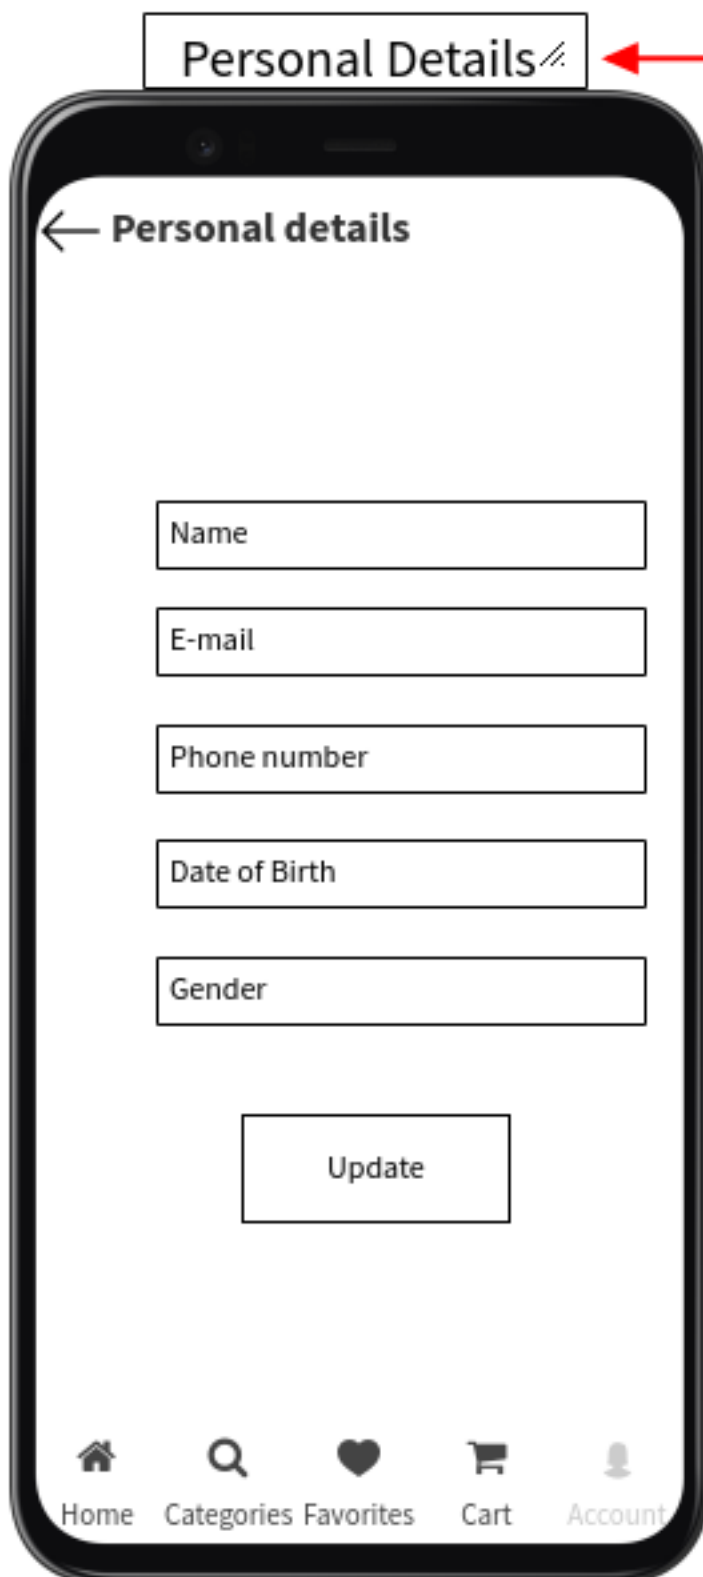 Personal Details
Personal details
Name
E-mail
Phone number
Date of Birth
Gender
Update
Home Categories Favorites Cart Account